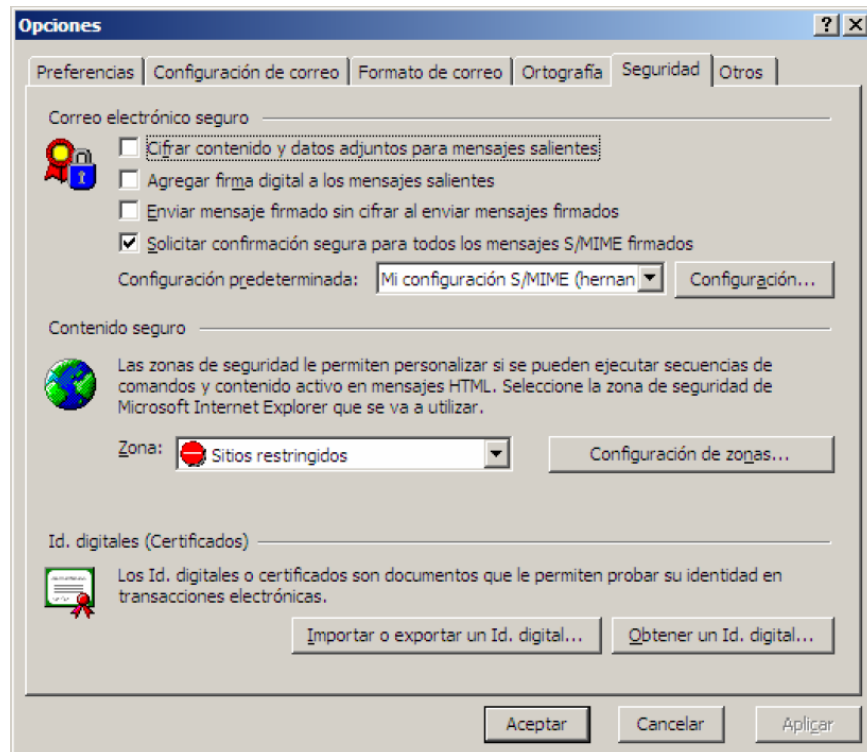 Opciones
Preferencias Configuración de correo Formato de correo Ortografía Seguridad Otros
Correo electrónico seguro
Cifrar contenido y datos adjuntos para mensajes salientes
Agregar firma digital a los mensajes salientes
Enviar mensaje firmado sin cifrar al enviar mensajes firmados
Solicitar confirmación segura para todos los mensajes S/MIME firmados
Configuración predeterminada: Mi configuración S/MIME (hernan Configuración...
Contenido seguro
Las zonas de seguridad le permiten personalizar si se pueden ejecutar secuencias de
comandos y contenido activo en mensajes HTML. Seleccione la zona de seguridad de
Microsoft Internet Explorer que se va a utilizar.
Zona: Sitios restringidos Configuración de zonas...
Id. digitales (Certificados)
Los Id. digitales o certificados son documentos que le permiten probar su identidad en
transacciones electrónicas.
Importar o exportar un Id. digital... Obtener un Id. digital...
Aceptar Cancelar Aplicar